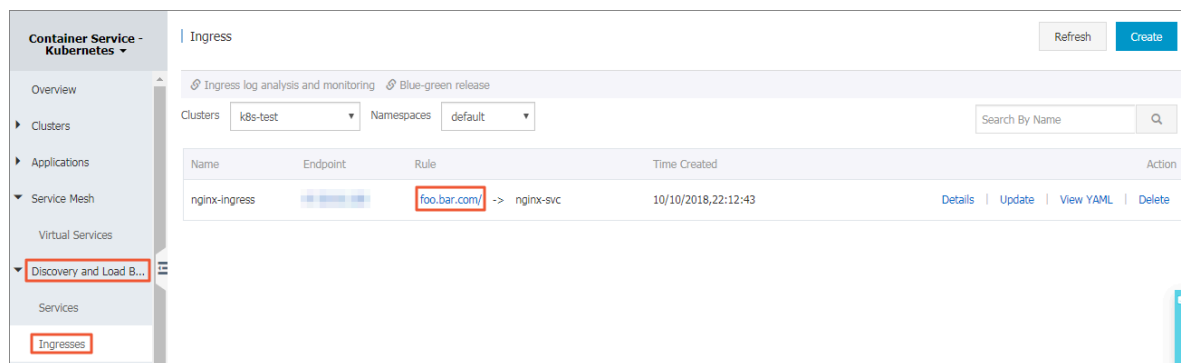 Container Service -
Kubernetes
Overview
Clusters
Applications
Service Mesh
Virtual Services
Discovery and Load B...
Services
Ingresses
Ingress
Refresh
Create
Ingress log analysis and monitoring
Blue-green release
Clusters
k8s-test
Namespaces
default
Search By Name
Name
Endpoint
Rule
Time Created
Action
nginx-ingress
foo.bar.com/ -> nginx-svc
10/10/2018,22:12:43
Details | Update | View YAML | Delete